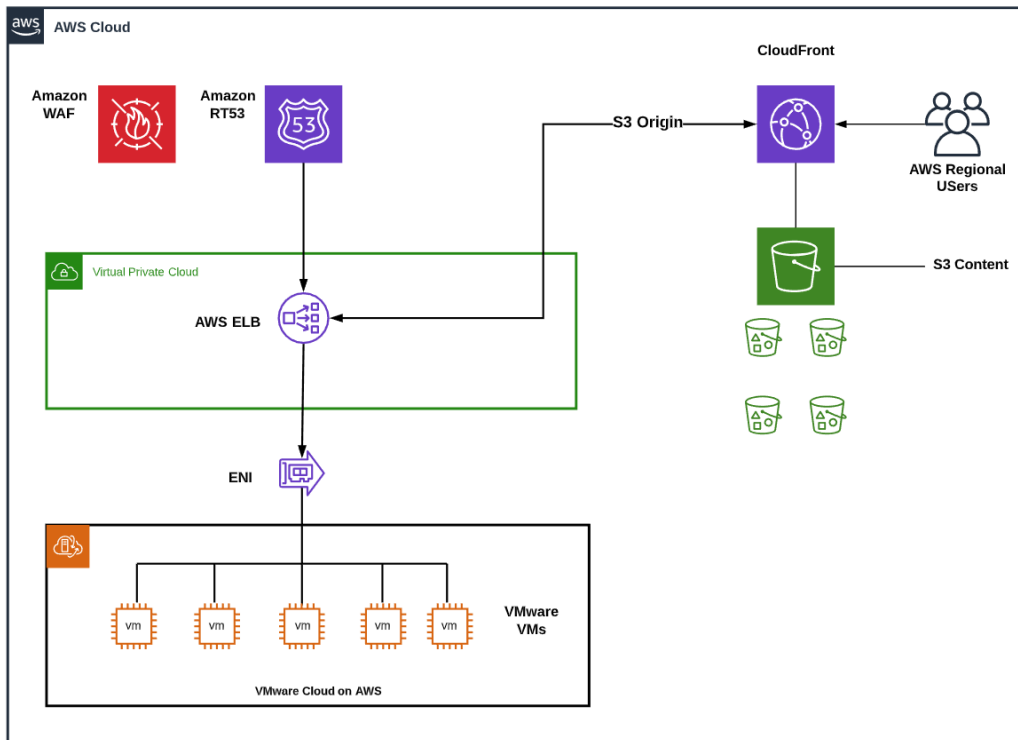 aws
AWS Cloud
CloudFront
Amazon
WAF
Amazon
RT53
53
S3 Origin
AWS Regional
USers
Virtual Private Cloud
S3 Content
AWS ELB
ENI
vm
vm
vm
vm
vm
VMware
VMs
VMware Cloud on AWS